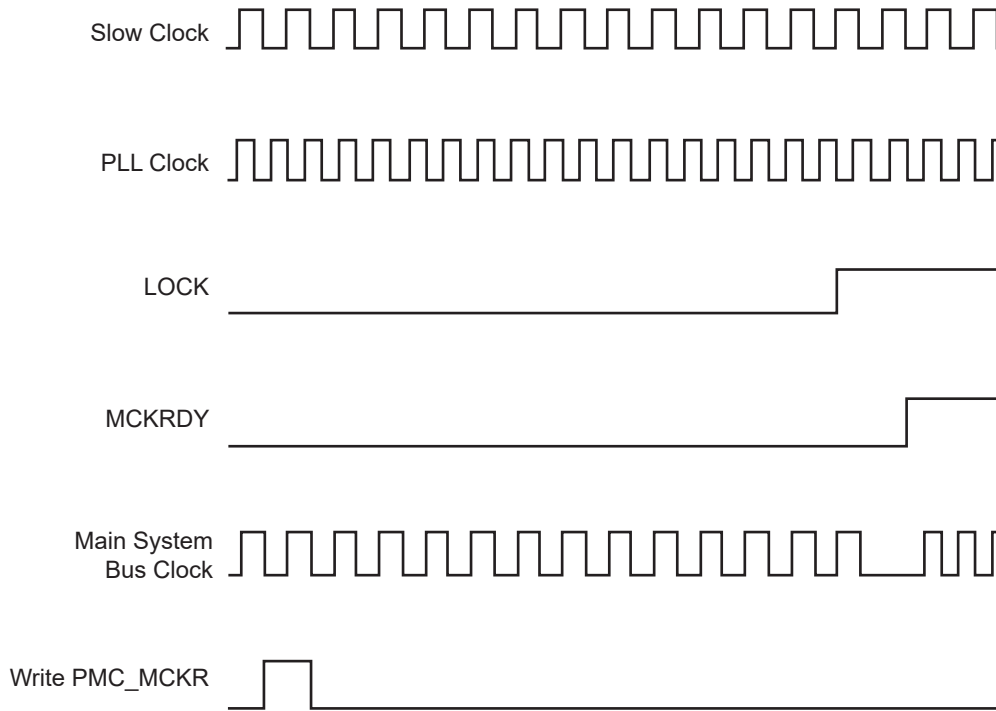 Slow Clock
PLL Clock
LOCK
MCKRDY
Main System
Bus Clock
Write PMC_MCKR